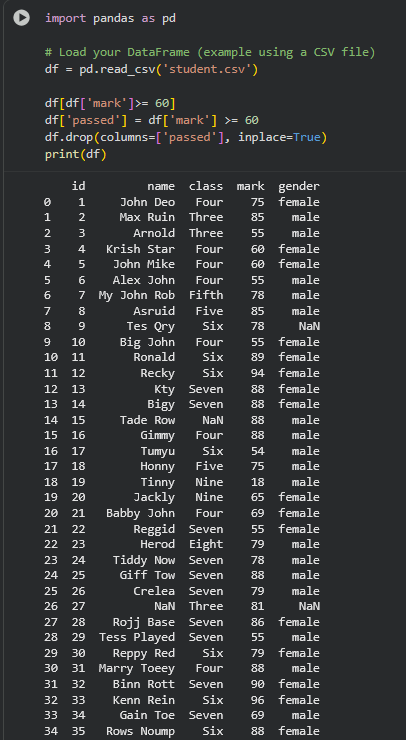 import pandas as pd
# Load your DataFrame (example using a CSV file)
df = pd.read_csv('student.csv')
df[df['mark']>= 60]
df['passed'] = df['mark'] >= 60
df.drop(columns=['passed'], inplace=True)
print(df)
id name class mark gender
0 1 John Deo Four 75 female
1 2 Max Ruin Three 85 male
2 3 Arnold Three 55 male
3 4 Krish Star Four 60 female
4 5 John Mike Four 60 female
5 6 Alex John Four 55 male
6 7 My John Rob Fifth 78 male
7 8 Asruid Five 85 male
8 9 Tes Qry Six 78 NaN
9 10 Big John Four 55 female
10 11 Ronald Six 89 female
11 12 Recky Six 94 female
12 13 Kty Seven 88 female
13 14 Bigy Seven 88 female
14 15 Tade Row NaN 88 male
15 16 Gimmy Four 88 male
16 17 Tumyu Six 54 male
17 18 Honny Five 75 male
18 19 Tinny Nine 18 male
19 20 Jackly Nine 65 female
20 21 Babby John Four 69 female
21 22 Reggid Seven 55 female
22 23 Herod Eight 79 male
23 24 Tiddy Now Seven 78 male
24 25 Giff Tow Seven 88 male
25 26 Crelea Seven 79 male
26 27 NaN Three 81 NaN
27 28 Rojj Base Seven 86 female
28 29 Tess Played Seven 55 male
29 30 Reppy Red Six 79 female
30 31 Marry Toeey Four 88 male
31 32 Binn Rott Seven 90 female
32 33 Kenn Rein Six 96 female
33 34 Gain Toe Seven 69 male
34 35 Rows Noump Six 88 female